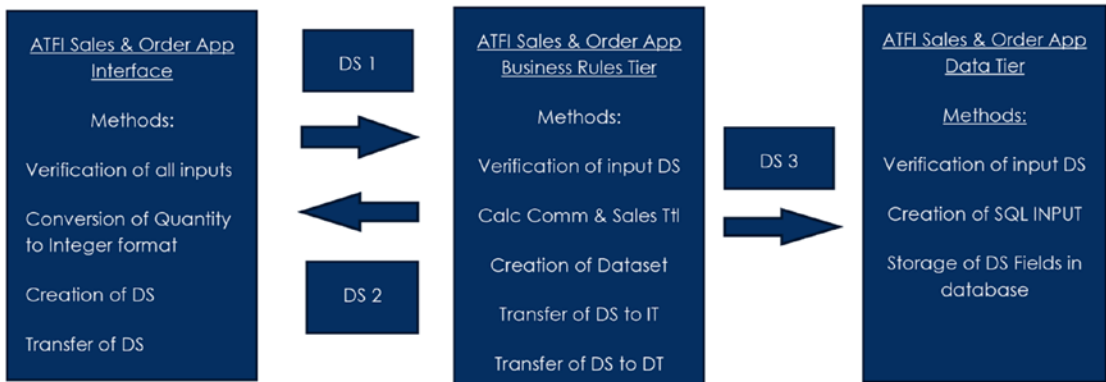 ATFI Sales & Order App
Interface
Methods:
Verification of all inputs
Conversion of Quantity
to Integer format
Creation of DS
Transfer of DS
DS 1
DS 2
ATFI Sales & Order App
Business Rules Tier
Methods:
Verification of input DS
Calc Comm & Sales Ttl
Creation of Dataset
Transfer of DS to IT
Transfer of DS to DT
DS 3
ATFI Sales & Order App
Data Tier
Methods:
Verification of input DS
Creation of SQL INPUT
Storage of DS Fields in
database